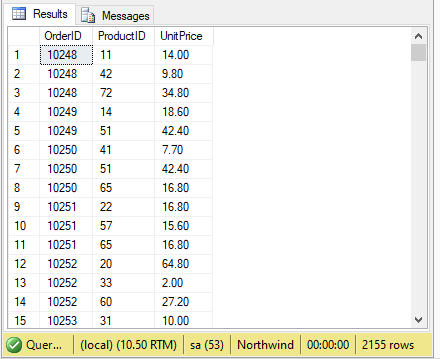 Results Messages
OrderID ProductID UnitPrice
1 10248 11 14.00
2 10248 42 9.80
3 10248 72 34.80
4 10249 14 18.60
5 10249 51 42.40
6 10250 41 7.70
7 10250 51 42.40
8 10250 65 16.80
9 10251 22 16.80
10 10251 57 15.60
11 10251 65 16.80
12 10252 20 64.80
13 10252 33 2.00
14 10252 60 27.20
15 10253 31 10.00
Quer... (local) (10.50 RTM) sa (53) Northwind 00:00:00 2155 rows